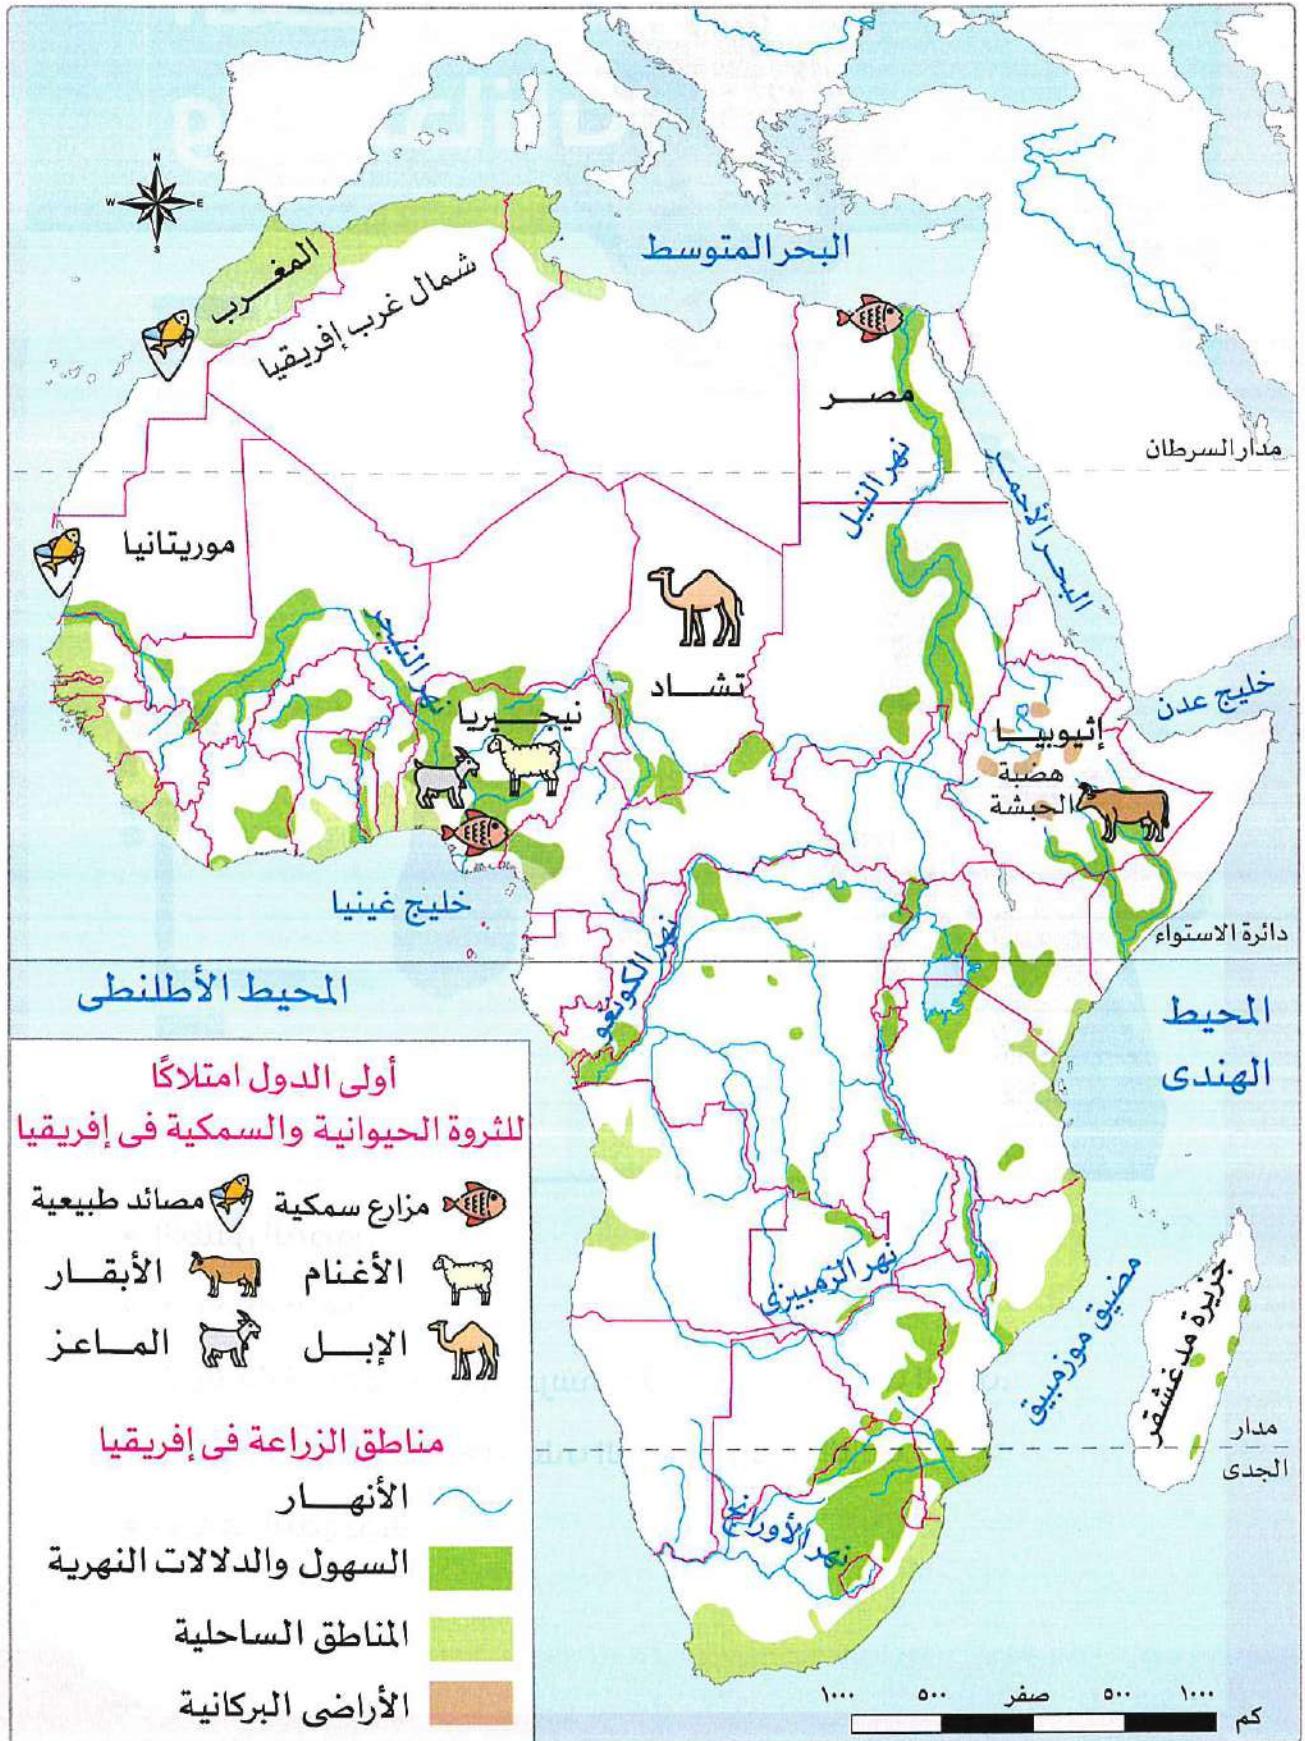 N
W E
S
البحر المتوسط
المغرب
شمال غرب إفريقيا
مصر
مدار السرطان
نهر النيل
البحر الأحمر
موريتانيا
نهر النيجر
تشاد
خليج عدن
نيجيريا
إثيوبيا
هضبة
الحبشة
خليج غينيا
دائرة الاستواء
نهر الكونغو
المحيط الأطلنطى
المحيط
الهندى
نهر الزمبيزى
مضيق موزمبيق
جزيرة مدغشقر
مدار
الجدى
نهر الأورانج
أولى الدول امتلاكًا
للثروة الحيوانية والسمكية فى إفريقيا
مزارع سمكية
مصائد طبيعية
الأغنام
الأبقار
الإبل
الماعز
مناطق الزراعة فى إفريقيا
الأنهار
السهول والدلالات النهرية
المناطق الساحلية
الأراضى البركانية
١٠٠٠ ٥٠٠ صفر ٥٠٠ ١٠٠٠
كم